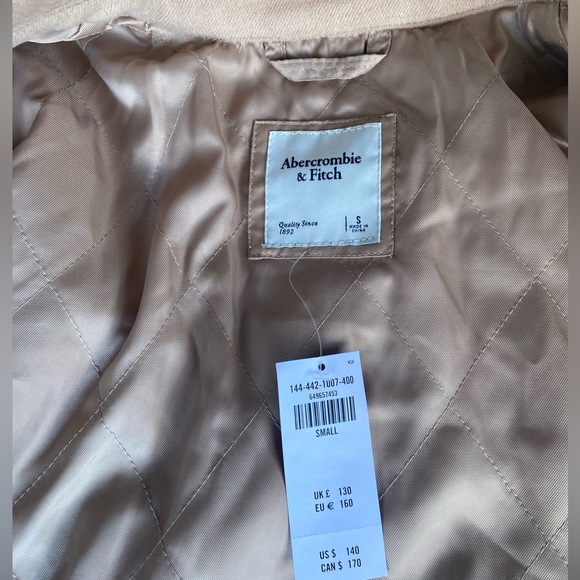 Abercrombie
& Fitch
Quality Since
1892
S
MADE IN
CHINA
144-442-1007-400
649657453
SMALL
UK £ 130
EU € 160
US $ 140
CAN $ 170